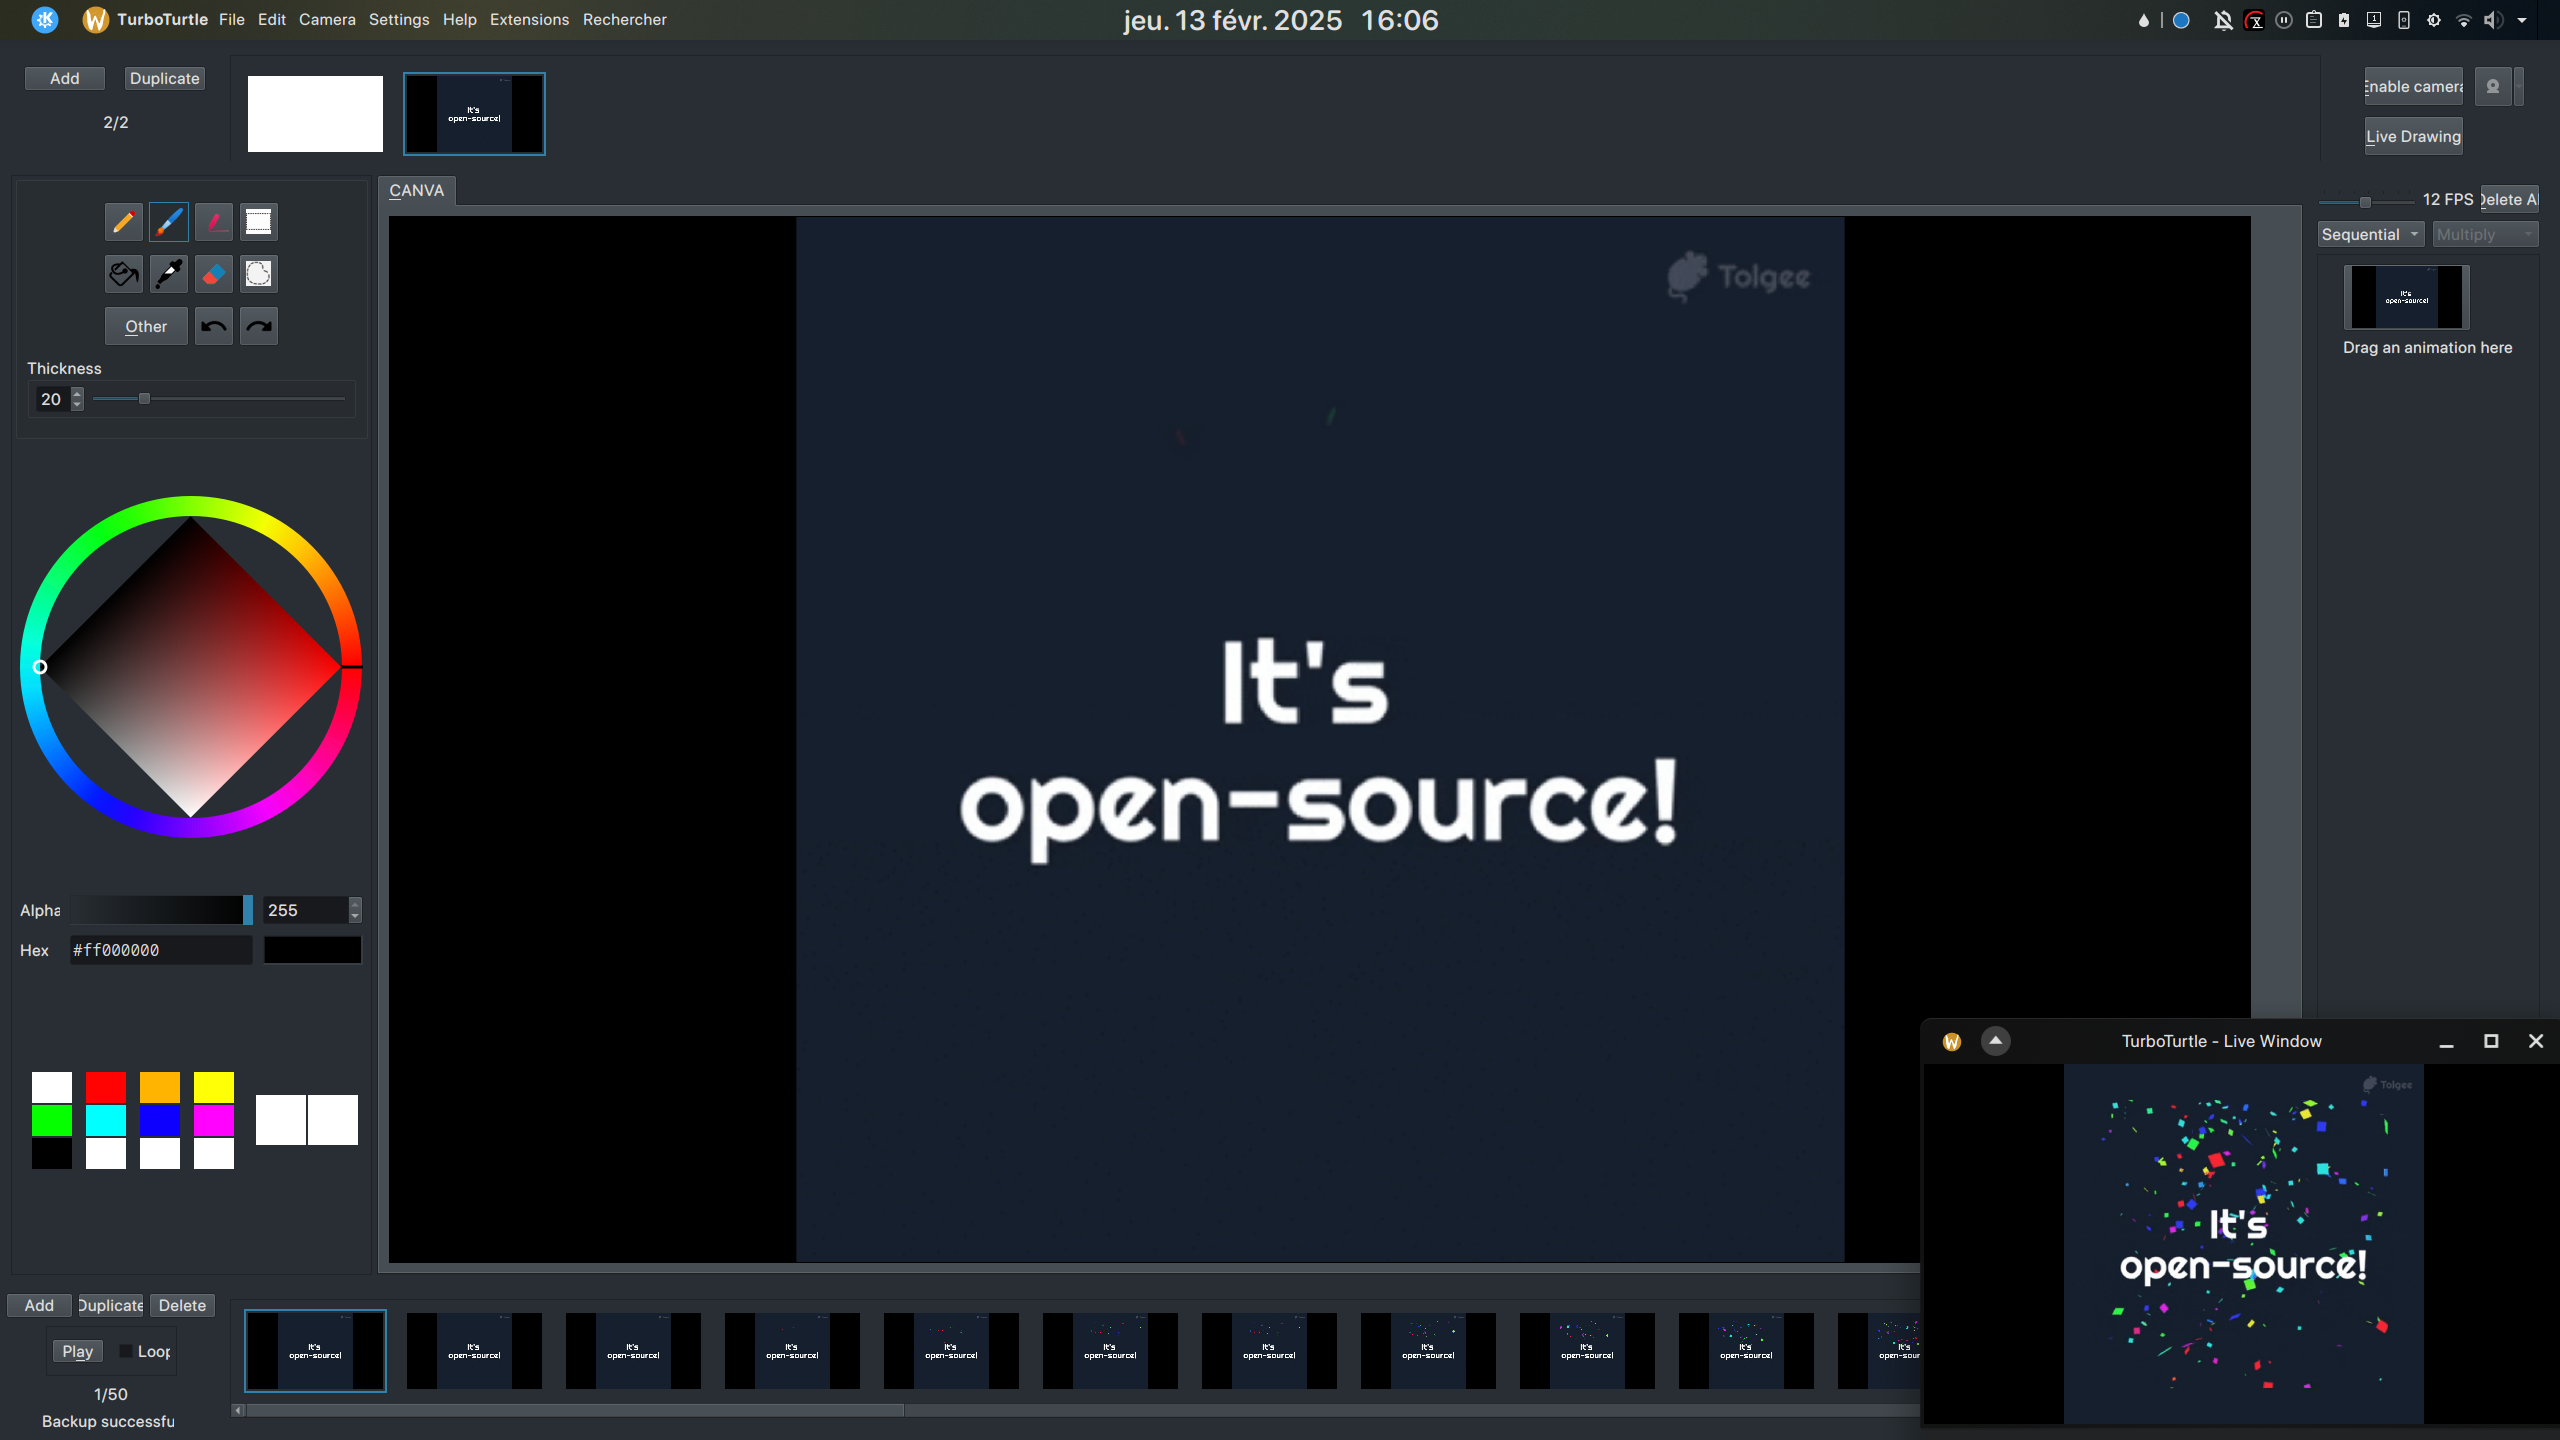 TurboTurtle File Edit Camera Settings Help Extensions Rechercher
jeu. 13 févr. 2025 16:06
Add Duplicate
2/2
It's
open-source!
Enable camera
Live Drawing
CANVA
12 FPS Delete Al
Sequential Multiply
It's
open-source!
Drag an animation here
Other
Thickness
20
Tolgee
It's
open-source!
Alpha 255
Hex #ff000000
TurboTurtle - Live Window
Tolgee
It's
open-source!
Add Duplicate Delete
Play Loop
1/50
Backup successfu
It's
open-source!
It's
open-source!
It's
open-source!
It's
open-source!
It's
open-source!
It's
open-source!
It's
open-source!
It's
open-source!
It's
open-source!
It's
open-source!
It's
open-sou